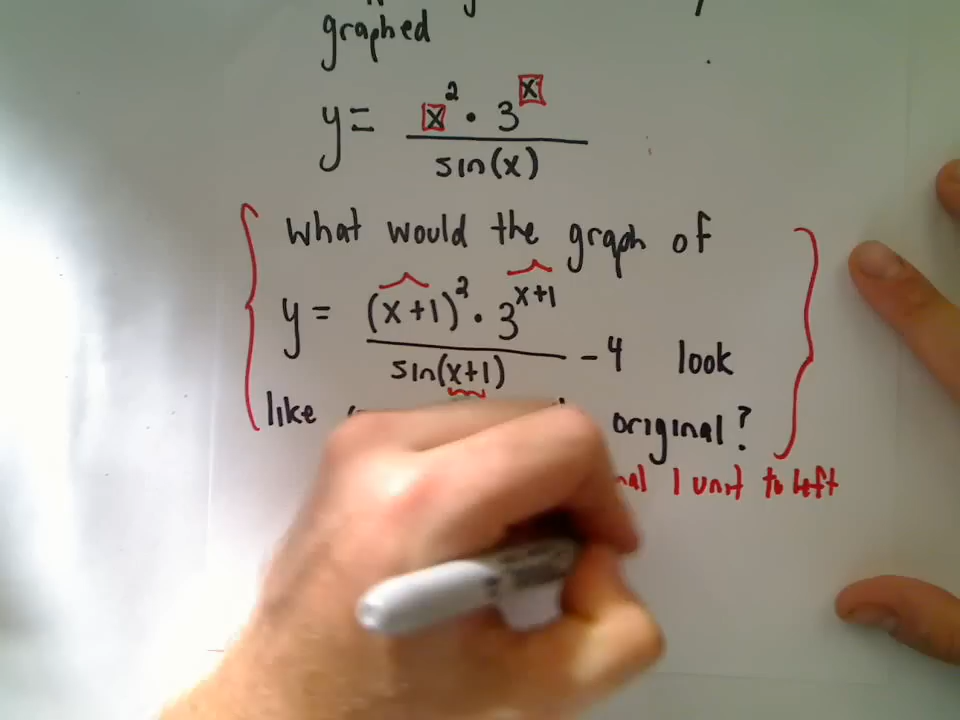 graphed
y = x² · 3^x / sin(x)
What would the graph of
y = (x+1)² · 3^(x+1) / sin(x+1) - 4 look
like original?
1 unit to left